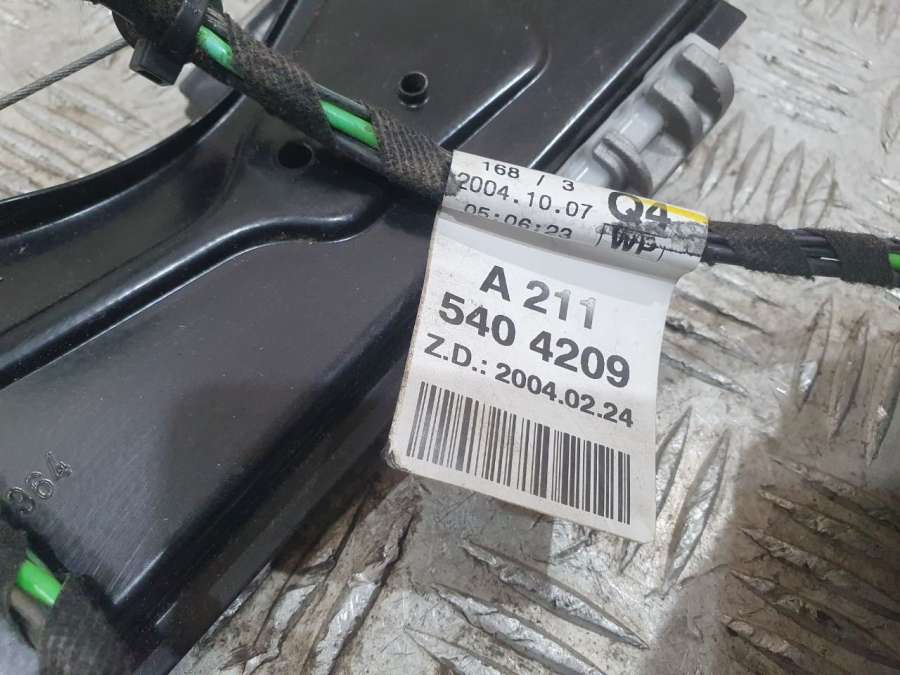 168 / 3
2004.10.07 Q4
05:06:23 WP
A 211
540 4209
Z.D.: 2004.02.24
964